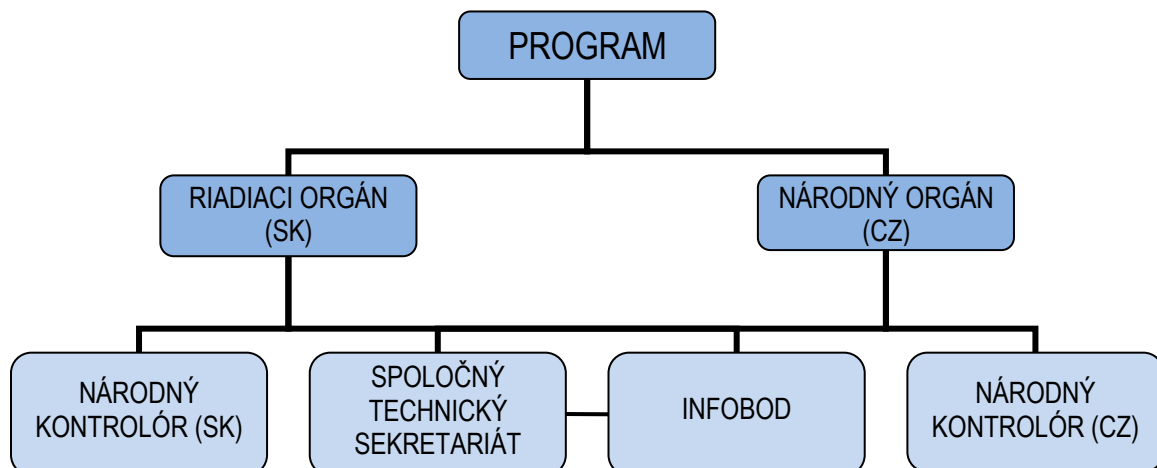 PROGRAM
RIADIACI ORGÁN
(SK)
NÁRODNÝ ORGÁN
(CZ)
NÁRODNÝ
KONTROLÓR (SK)
SPOLOČNÝ
TECHNICKÝ
SEKRETARIÁT
INFOBOD
NÁRODNÝ
KONTROLÓR (CZ)